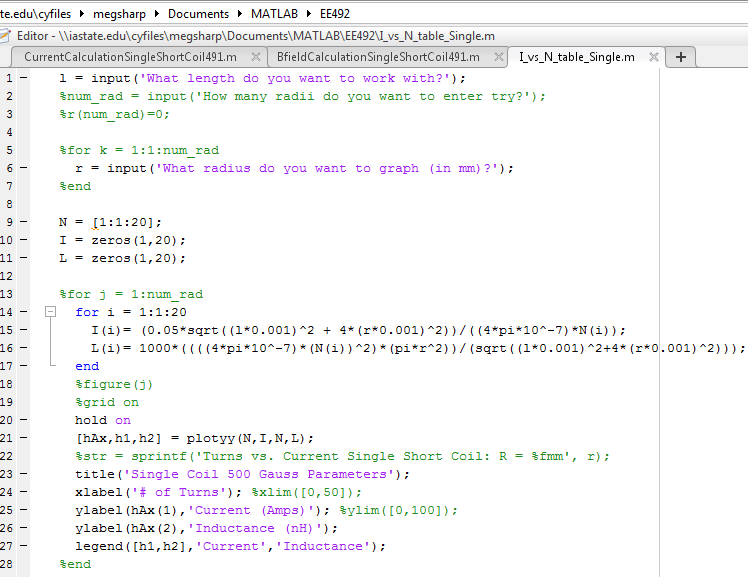 te.edu\cyfiles ▸ megsharp ▸ Documents ▸ MATLAB ▸ EE492
Editor - \\iastate.edu\cyfiles\megsharp\Documents\MATLAB\EE492\I_vs_N_table_Single.m
CurrentCalculationSingleShortCoil491.m × BfieldCalculationSingleShortCoil491.m × I_vs_N_table_Single.m × +
1 – l = input('What length do you want to work with?');
2 %num_rad = input('How many radii do you want to enter try?');
3 %r(num_rad)=0;
4
5 %for k = 1:1:num_rad
6 – r = input('What radius do you want to graph (in mm)?');
7 %end
8
9 – N = [1:1:20];
10 – I = zeros(1,20);
11 – L = zeros(1,20);
12
13 %for j = 1:num_rad
14 – for i = 1:1:20
15 – I(i)= (0.05*sqrt((l*0.001)^2 + 4*(r*0.001)^2))/((4*pi*10^-7)*N(i));
16 – L(i)= 1000*((((4*pi*10^-7)*(N(i))^2)*(pi*r^2))/(sqrt((l*0.001)^2+4*(r*0.001)^2)));
17 – end
18 %figure(j)
19 %grid on
20 – hold on
21 – [hAx,h1,h2] = plotyy(N,I,N,L);
22 %str = sprintf('Turns vs. Current Single Short Coil: R = %fmm', r);
23 – title('Single Coil 500 Gauss Parameters');
24 – xlabel('# of Turns'); %xlim([0,50]);
25 – ylabel(hAx(1),'Current (Amps)'); %ylim([0,100]);
26 – ylabel(hAx(2),'Inductance (nH)');
27 – legend([h1,h2],'Current','Inductance');
28 %end